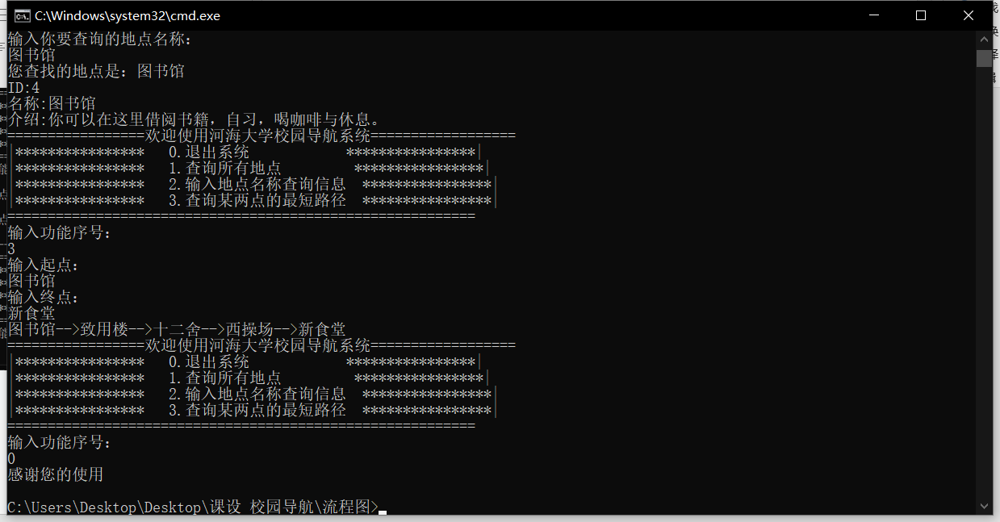 C:\Windows\system32\cmd.exe
输入你要查询的地点名称：
图书馆
您查找的地点是：图书馆
ID:4
名称:图书馆
介绍:你可以在这里借阅书籍，自习，喝咖啡与休息。
=================欢迎使用河海大学校园导航系统==================
|****************   0.退出系统            ****************|
|****************   1.查询所有地点         ****************|
|****************   2.输入地点名称查询信息  ****************|
|****************   3.查询某两点的最短路径  ****************|
==========================================================
输入功能序号：
3
输入起点：
图书馆
输入终点：
新食堂
图书馆-->致用楼-->十二舍-->西操场-->新食堂
=================欢迎使用河海大学校园导航系统==================
|****************   0.退出系统            ****************|
|****************   1.查询所有地点         ****************|
|****************   2.输入地点名称查询信息  ****************|
|****************   3.查询某两点的最短路径  ****************|
==========================================================
输入功能序号：
0
感谢您的使用
C:\Users\Desktop\Desktop\课设 校园导航\流程图>